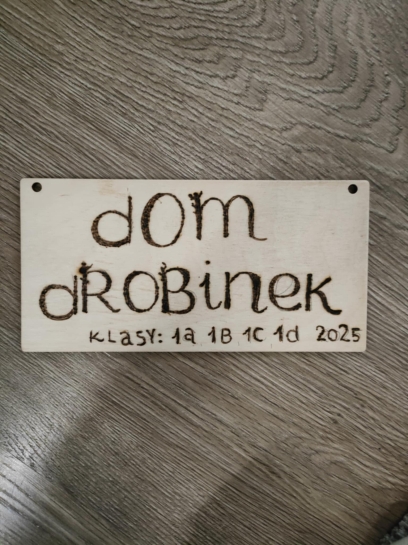 dOm
dROBinek
KLaSY: 1a 1B 1C 1d 2025